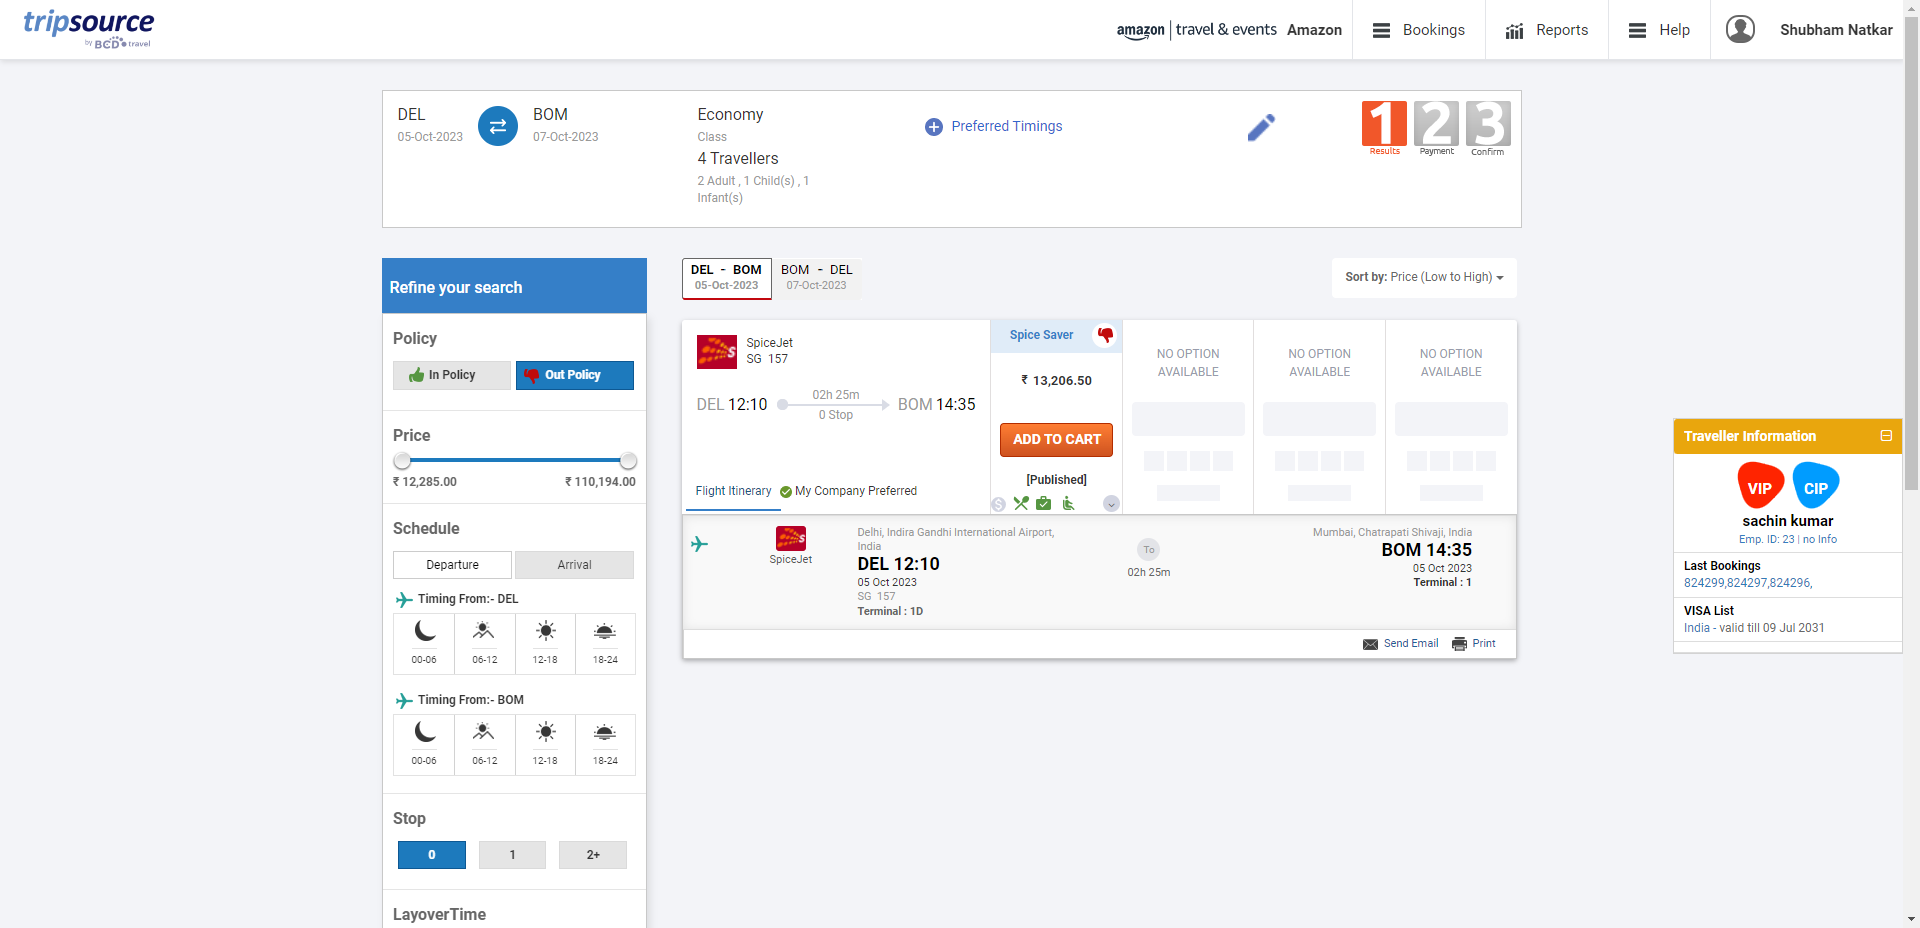 tripsource
by BCD travel
amazon | travel & events Amazon
Bookings
Reports
Help
Shubham Natkar
DEL
05-Oct-2023
BOM
07-Oct-2023
Economy
Class
4 Travellers
2 Adult , 1 Child(s) , 1
Infant(s)
Preferred Timings
1
Results
2
Payment
3
Confirm
Refine your search
Policy
In Policy
Out Policy
Price
₹ 12,285.00
₹ 110,194.00
Schedule
Departure
Arrival
Timing From:- DEL
00-06
06-12
12-18
18-24
Timing From:- BOM
00-06
06-12
12-18
18-24
Stop
0
1
2+
LayoverTime
DEL - BOM
05-Oct-2023
BOM - DEL
07-Oct-2023
Sort by: Price (Low to High)
SpiceJet
SG 157
DEL 12:10
02h 25m
0 Stop
BOM 14:35
Flight Itinerary
My Company Preferred
Spice Saver
₹ 13,206.50
ADD TO CART
[Published]
NO OPTION
AVAILABLE
NO OPTION
AVAILABLE
NO OPTION
AVAILABLE
SpiceJet
Delhi, Indira Gandhi International Airport,
India
DEL 12:10
05 Oct 2023
SG 157
Terminal : 1D
To
02h 25m
Mumbai, Chatrapati Shivaji, India
BOM 14:35
05 Oct 2023
Terminal : 1
Send Email
Print
Traveller Information
VIP
CIP
sachin kumar
Emp. ID: 23 | no Info
Last Bookings
824299,824297,824296,
VISA List
India - valid till 09 Jul 2031